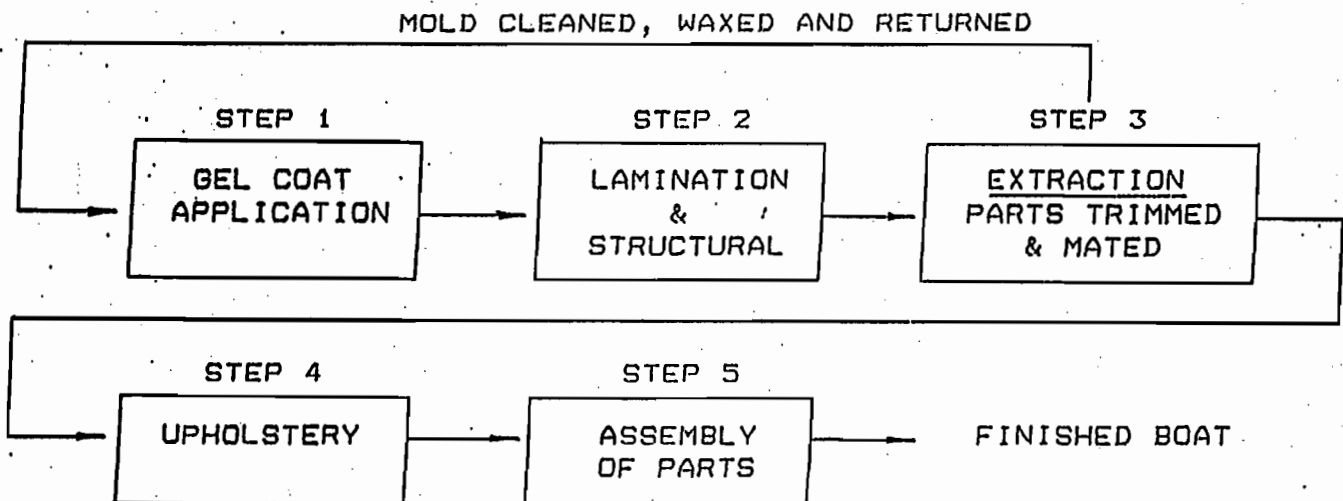 MOLD CLEANED, WAXED AND RETURNED
STEP 1
GEL COAT
APPLICATION
STEP 2
LAMINATION
&
STRUCTURAL
STEP 3
EXTRACTION
PARTS TRIMMED
& MATED
STEP 4
UPHOLSTERY
STEP 5
ASSEMBLY
OF PARTS
FINISHED BOAT